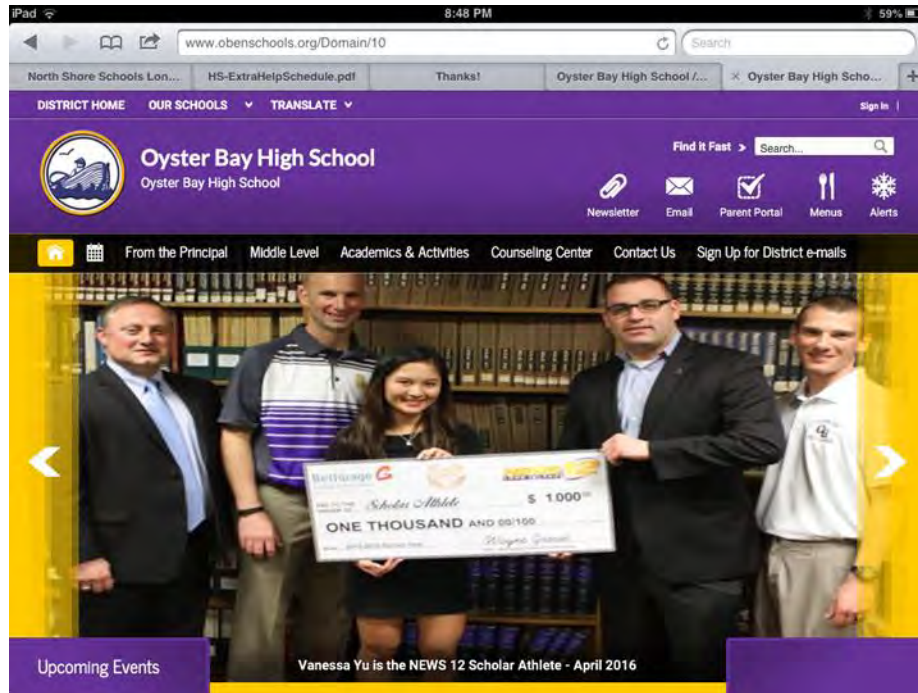 iPad 8:48 PM 59%
www.obenschools.org/Domain/10 Search
North Shore Schools Lon... HS-ExtraHelpSchedule.pdf Thanks! Oyster Bay High School /... × Oyster Bay High Scho... +
DISTRICT HOME OUR SCHOOLS TRANSLATE Sign In |
Find it Fast > Search...
Oyster Bay High School
Oyster Bay High School
Newsletter Email Parent Portal Menus Alerts
From the Principal Middle Level Academics & Activities Counseling Center Contact Us Sign Up for District e-mails
Bethpage 12
Scholar Athlete $ 1000
ONE THOUSAND AND 00/100
Upcoming Events Vanessa Yu is the NEWS 12 Scholar Athlete - April 2016